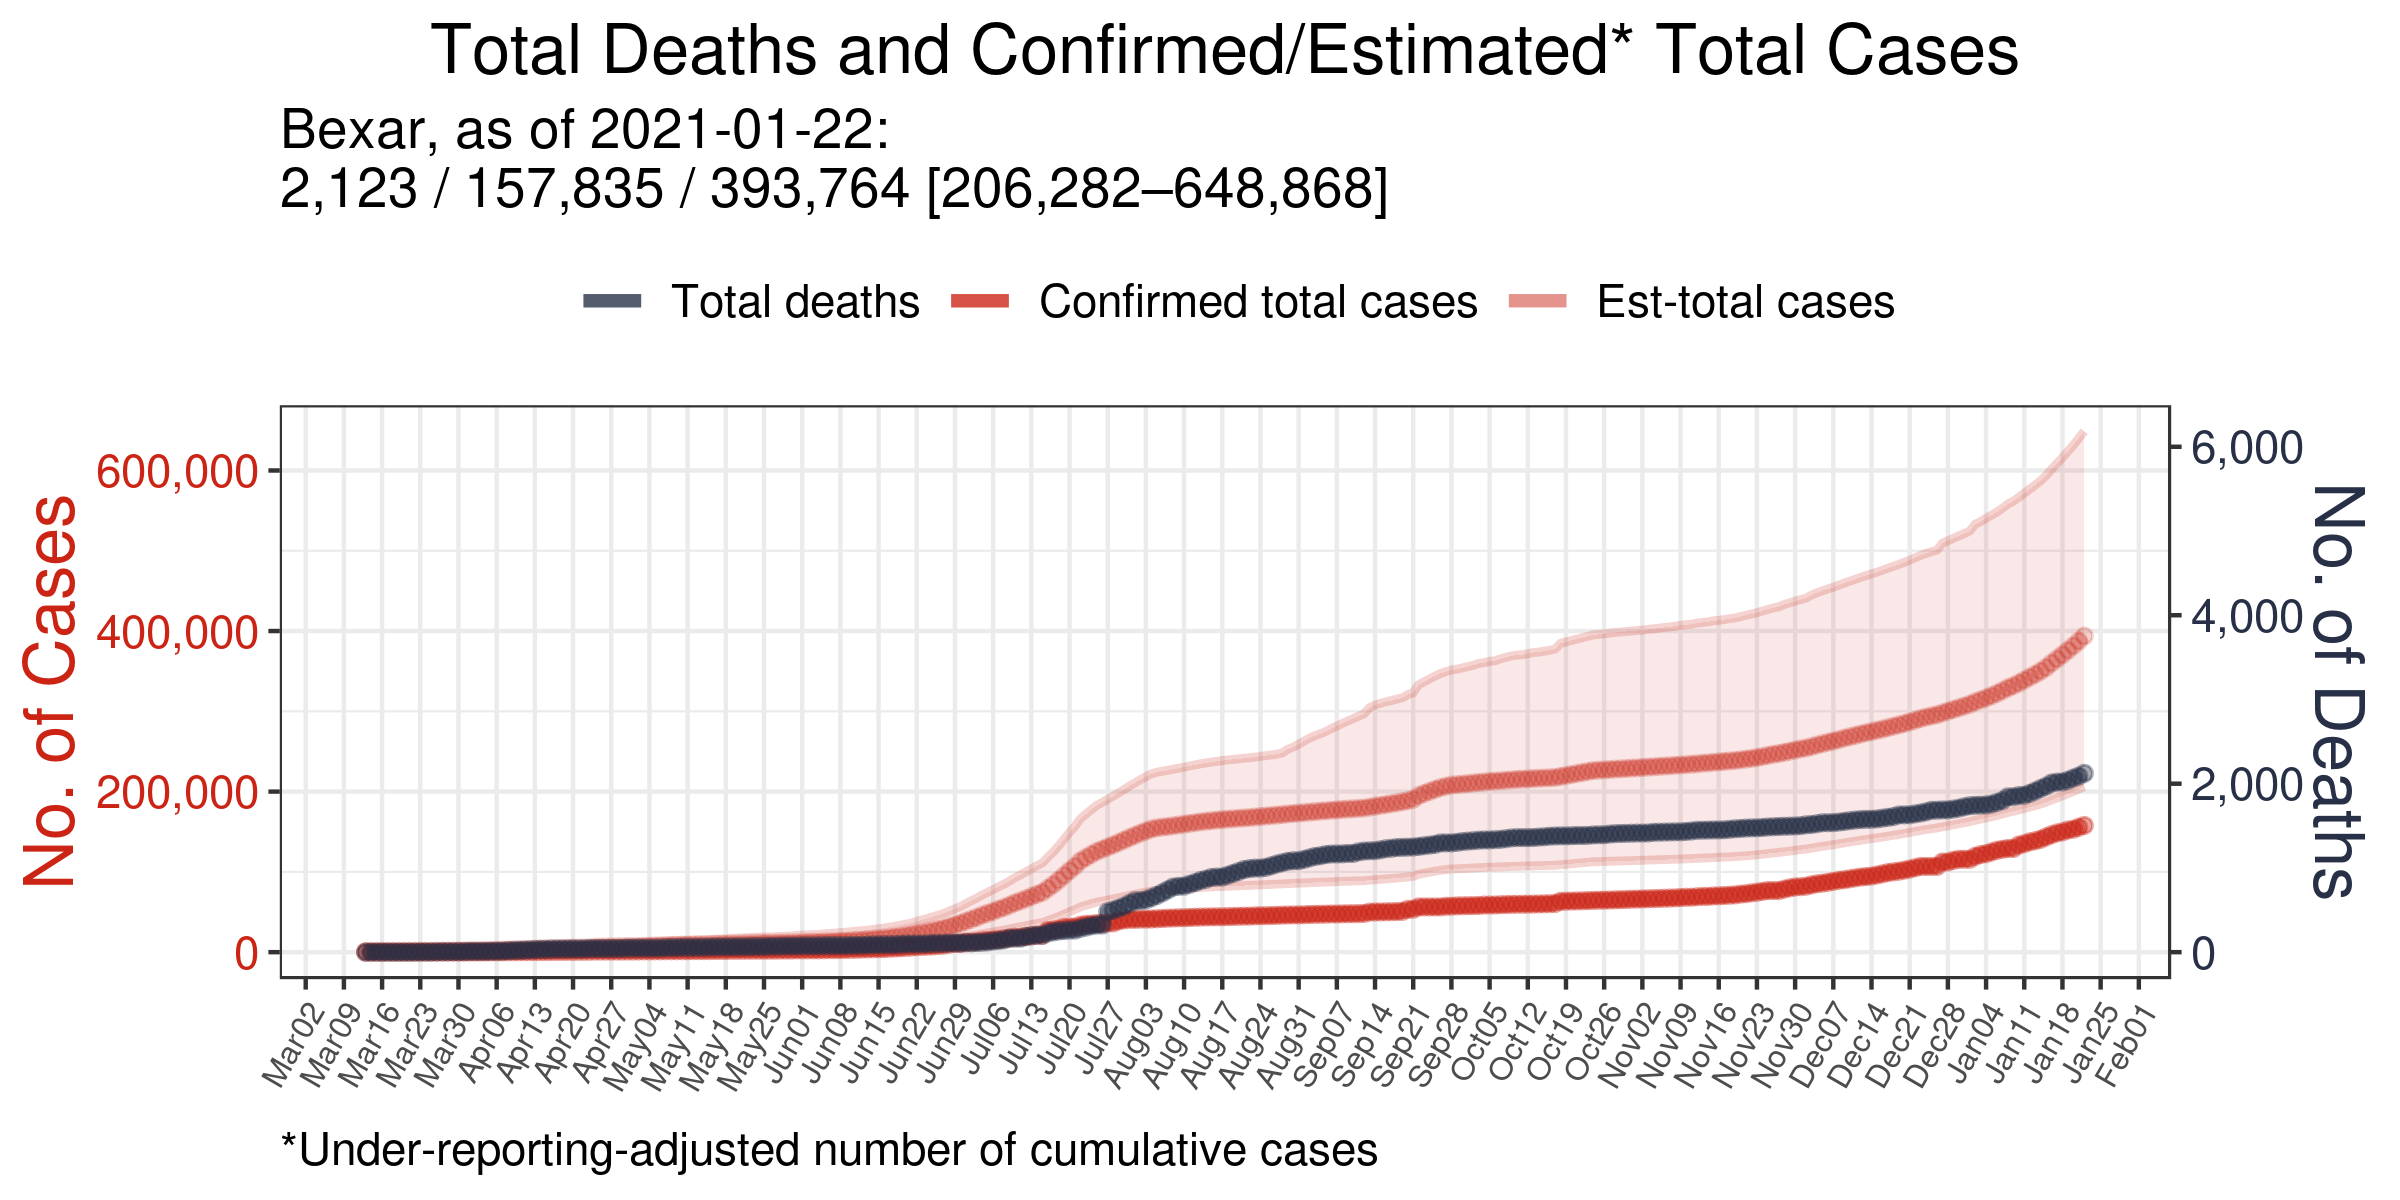 Total Deaths and Confirmed/Estimated* Total Cases
Bexar, as of 2021-01-22:
2,123 / 157,835 / 393,764 [206,282–648,868]
Total deaths
Confirmed total cases
Est-total cases
No. of Cases
600,000
400,000
200,000
0
6,000
4,000
2,000
0
No. of Deaths
Mar02
Mar09
Mar16
Mar23
Mar30
Apr06
Apr13
Apr20
Apr27
May04
May11
May18
May25
Jun01
Jun08
Jun15
Jun22
Jun29
Jul06
Jul13
Jul20
Jul27
Aug03
Aug10
Aug17
Aug24
Aug31
Sep07
Sep14
Sep21
Sep28
Oct05
Oct12
Oct19
Oct26
Nov02
Nov09
Nov16
Nov23
Nov30
Dec07
Dec14
Dec21
Dec28
Jan04
Jan11
Jan18
Jan25
Feb01
*Under-reporting-adjusted number of cumulative cases